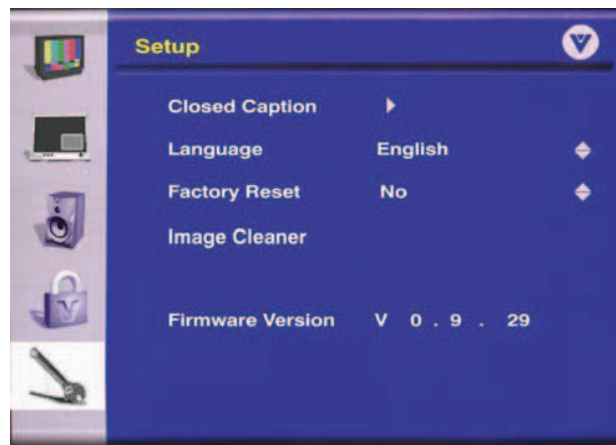 Setup
Closed Caption
Language English
Factory Reset No
Image Cleaner
Firmware Version V 0 . 9 . 29